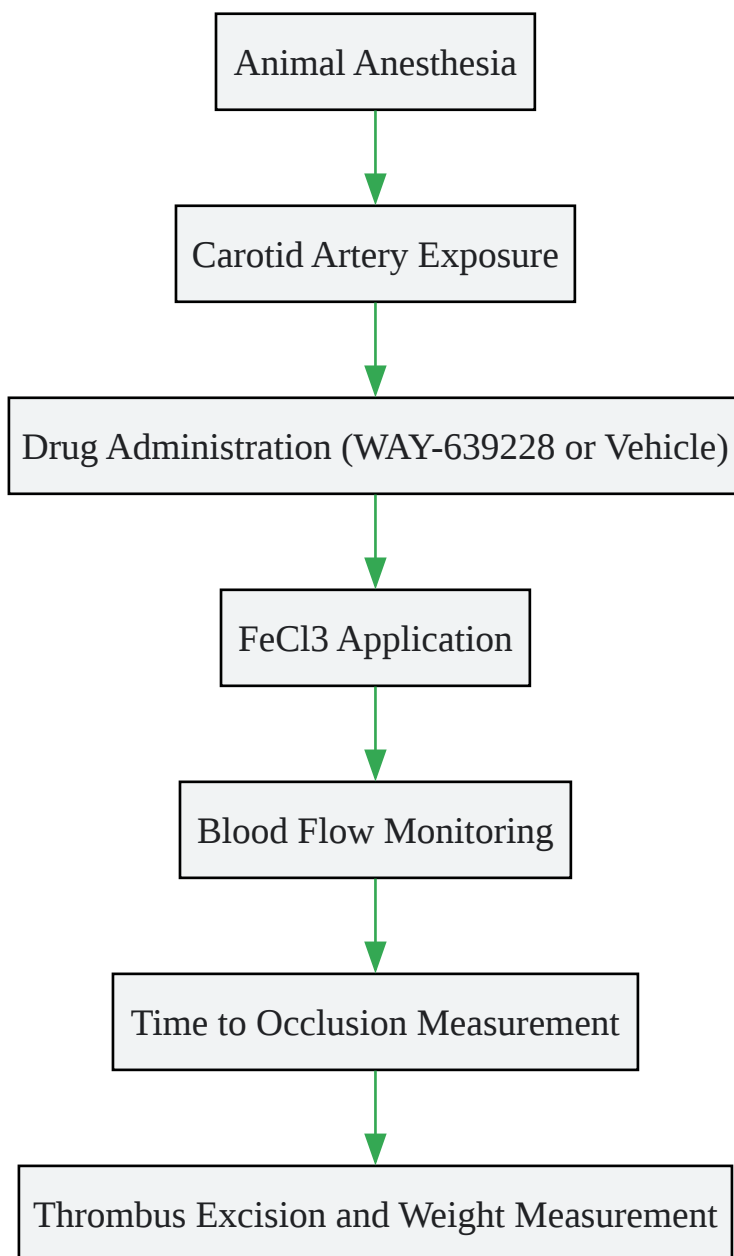 Animal Anesthesia
Carotid Artery Exposure
Drug Administration (WAY-639228 or Vehicle)
FeCl3 Application
Blood Flow Monitoring
Time to Occlusion Measurement
Thrombus Excision and Weight Measurement